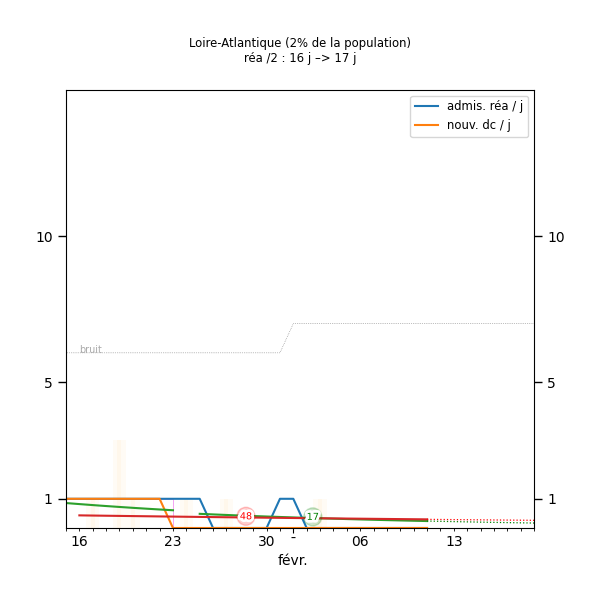 Loire-Atlantique (2% de la population)
réa /2 : 16 j –> 17 j
admis. réa / j
nouv. dc / j
10
10
bruit
5
5
1
1
48
17
16
23
30
-
06
13
févr.